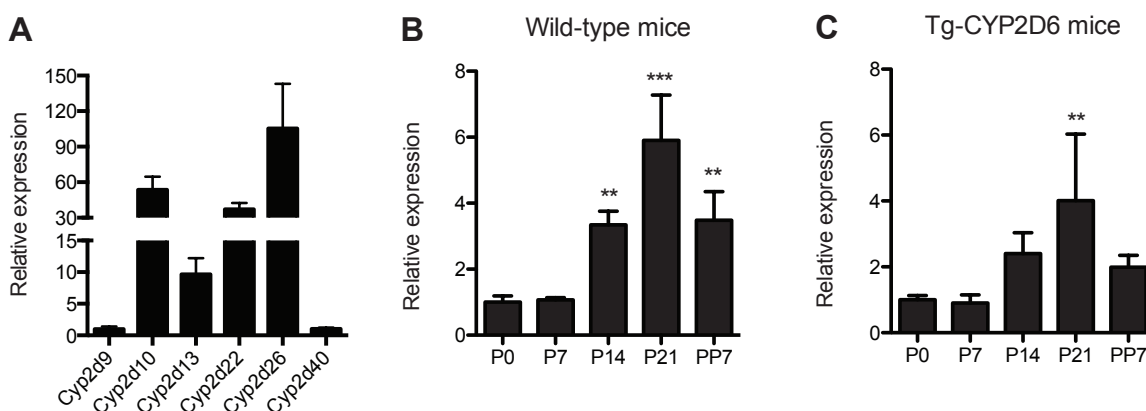 A
Relative expression
150
120
90
60
30
15
10
5
0
Cyp2d9
Cyp2d10
Cyp2d13
Cyp2d22
Cyp2d26
Cyp2d40
B
Wild-type mice
Relative expression
8
6
4
2
0
**
***
**
P0 P7 P14 P21 PP7
C
Tg-CYP2D6 mice
Relative expression
8
6
4
2
0
**
P0 P7 P14 P21 PP7